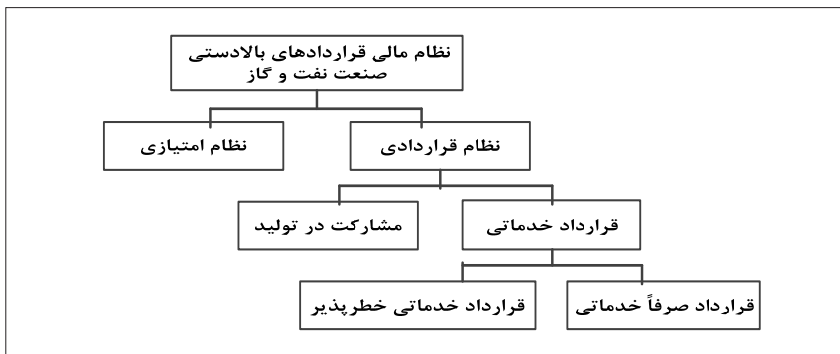 نظام مالی قراردادهای بالادستی
صنعت نفت و گاز
نظام قراردادی
نظام امتیازی
قرارداد خدماتی
مشارکت در تولید
قرارداد صرفاً خدماتی
قرارداد خدماتی خطرپذیر